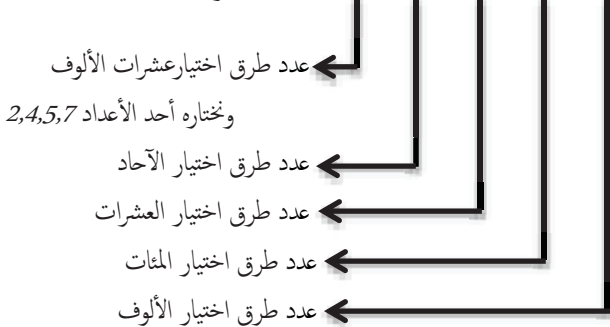 عدد طرق اختيارعشرات الألوف
ونختاره أحد الأعداد 2,4,5,7
عدد طرق اختيار الآحاد
عدد طرق اختيار العشرات
عدد طرق اختيار المئات
عدد طرق اختيار الألوف